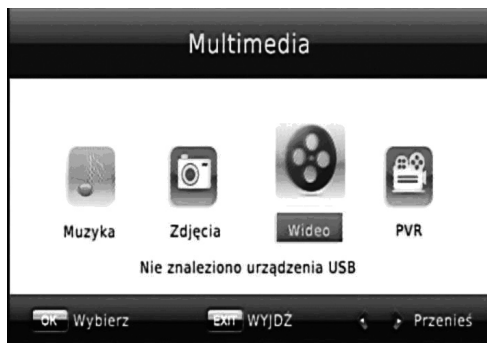 Multimedia
Muzyka Zdjęcia Wideo PVR
Nie znaleziono urządzenia USB
OK Wybierz EXIT WYJDŹ Przenieś